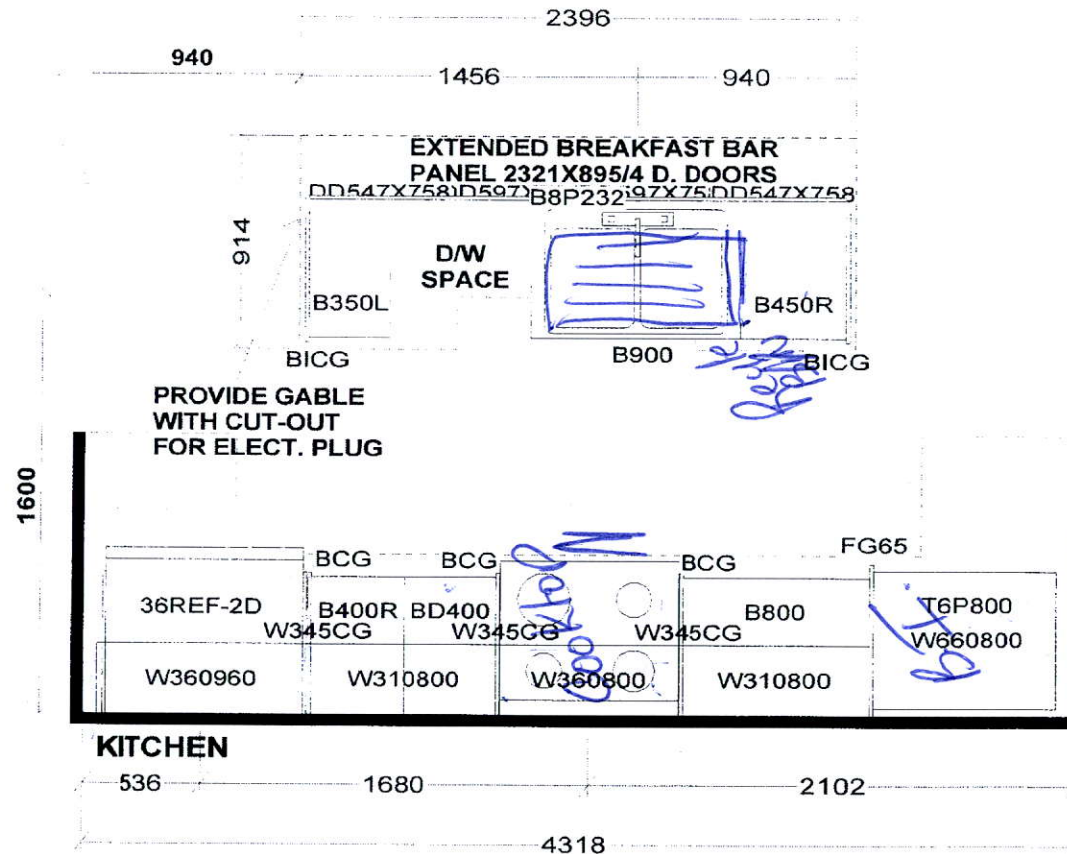 2396
940
1456
940
EXTENDED BREAKFAST BAR
PANEL 2321X895/4 D. DOORS
DD547X758
DD547X758
B8P232
914
D/W
SPACE
B350L
B450R
BICG
B900
BICG
PROVIDE GABLE
WITH CUT-OUT
FOR ELECT. PLUG
1600
BCG
BCG
BCG
FG65
36REF-2D
B400R
BD400
B800
T6P800
W345CG
W345CG
W345CG
W660800
W360960
W310800
W360800
W310800
Cooktop
KITCHEN
536
1680
2102
4318